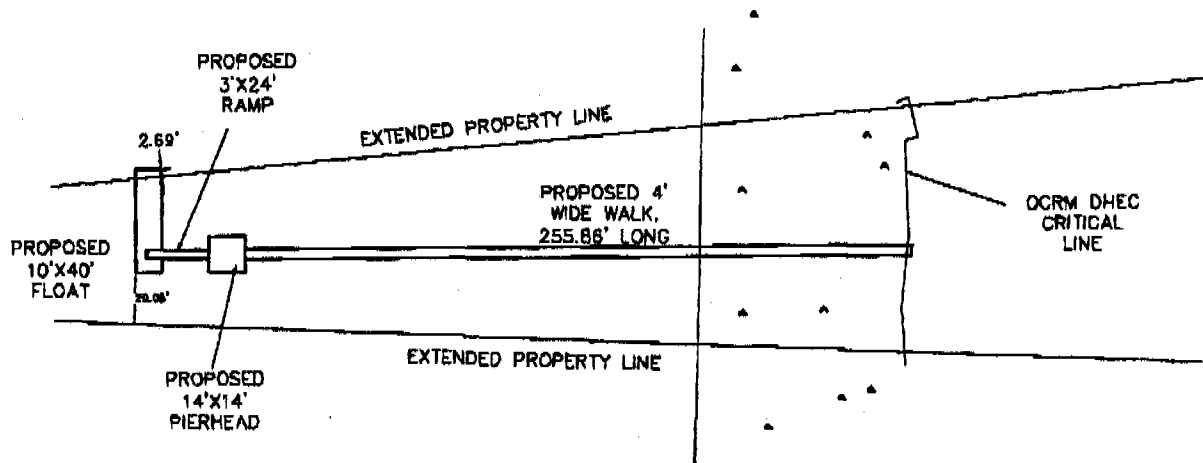 PROPOSED
3'X24'
RAMP
2.69'
EXTENDED PROPERTY LINE
PROPOSED 4'
WIDE WALK,
255.86' LONG
OCRM DHEC
CRITICAL
LINE
PROPOSED
10'X40'
FLOAT
EXTENDED PROPERTY LINE
PROPOSED
14'X14'
PIERHEAD